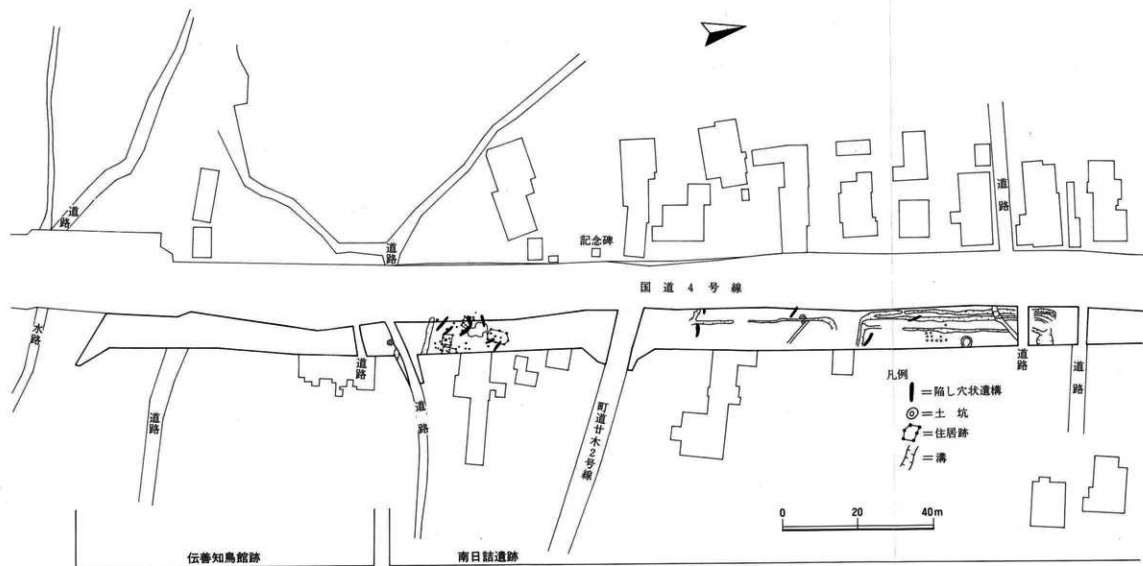 道路
道路
記念碑
道路
国道4号線
水路
道路
道路
道路
町道廿木2号線
道路
道路
凡例
=陥し穴状遺構
=土坑
=住居跡
=溝
0 20 40m
伝善知鳥館跡
南日詰遺跡